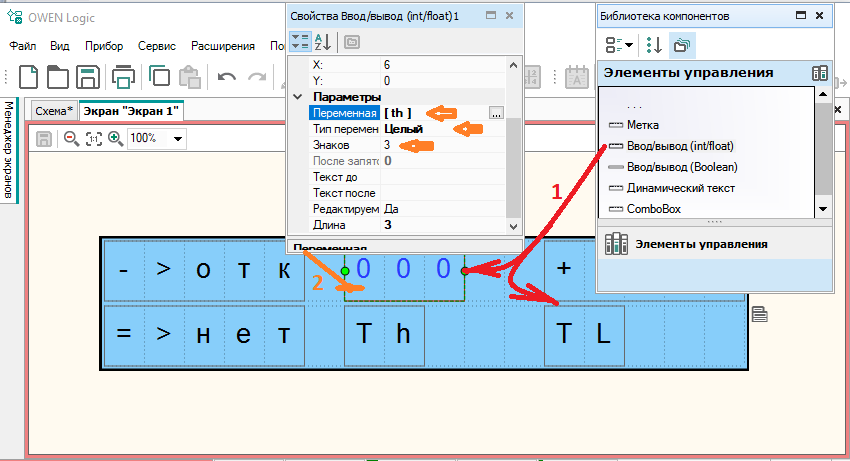 OWEN Logic
Файл Вид Прибор Сервис Расширения По
Схема* Экран "Экран 1"
Менеджер экранов
100%
Свойства Ввод/вывод (int/float)1
X: 6
Y: 0
Параметры
Переменная [ th ] ...
Тип перемен Целый
Знаков 3
После запято 0
Текст до
Текст после
Редактируем Да
Длина 3
Переменная
Библиотека компонентов
Элементы управления
. . .
Метка
Ввод/вывод (int/float)
Ввод/вывод (Boolean)
Динамический текст
ComboBox
Элементы управления
1
2
- > о т к 0 0 0 +
= > н е т T h T L